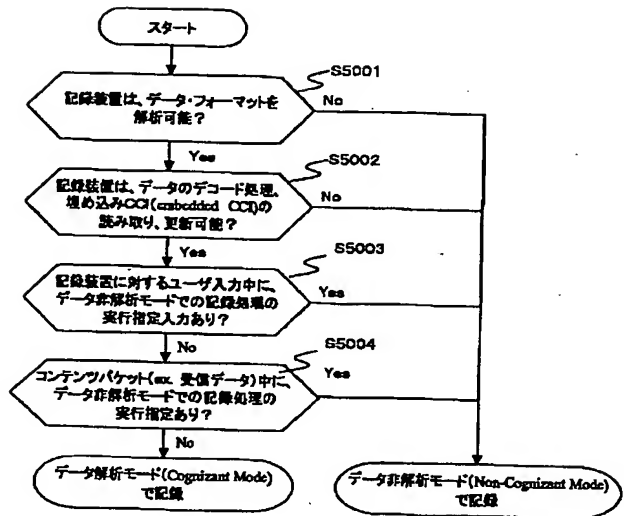 スタート
S5001
記録装置は、データ・フォーマットを
解析可能？
No
Yes
S5002
記録装置は、データのデコード処理、
埋め込みCCI(embedded CCI)の
読み取り、更新可能？
No
Yes
S5003
記録装置に対するユーザ入力中に、
データ非解析モードでの記録処理の
実行指定入力あり？
Yes
No
S5004
コンテンツパケット(ex. 受信データ)中に、
データ非解析モードでの記録処理の
実行指定あり？
Yes
No
データ解析モード(Cognizant Mode)
で記録
データ非解析モード(Non-Cognizant Mode)
で記録